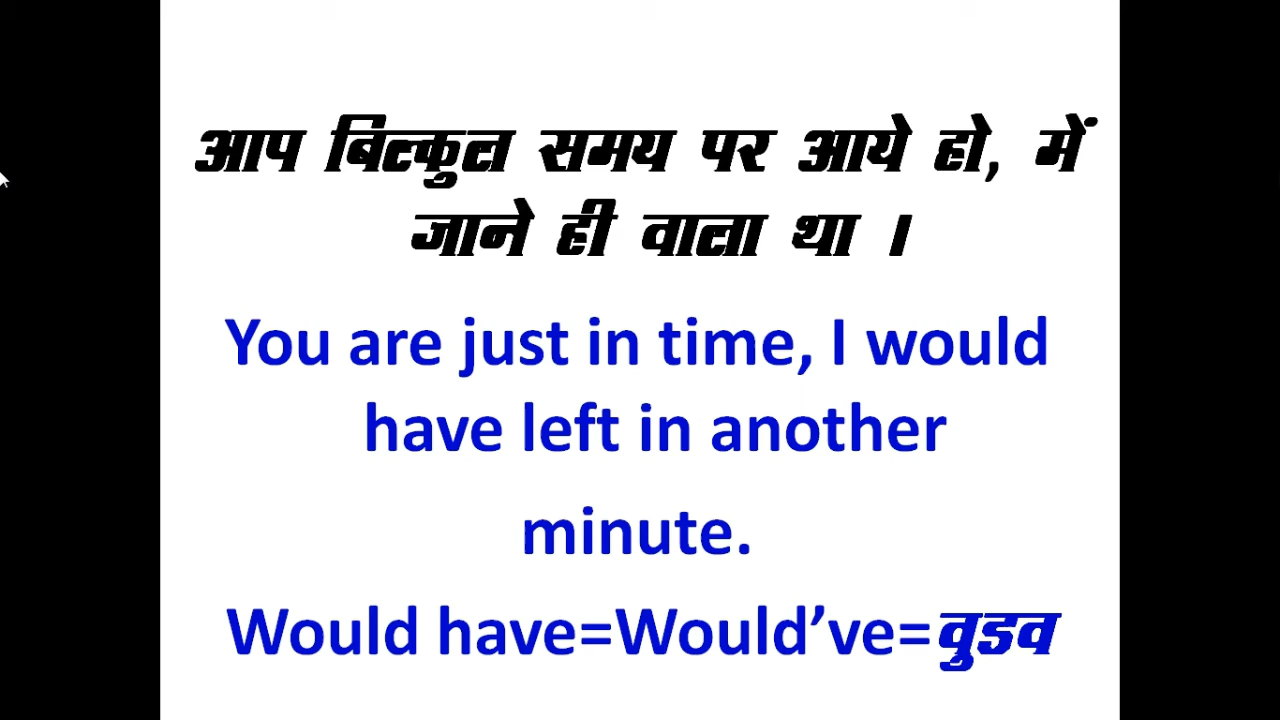 आप बिल्कुल समय पर आये हो, में
जाने ही वाला था ।
You are just in time, I would
have left in another
minute.
Would have=Would’ve=वुडव